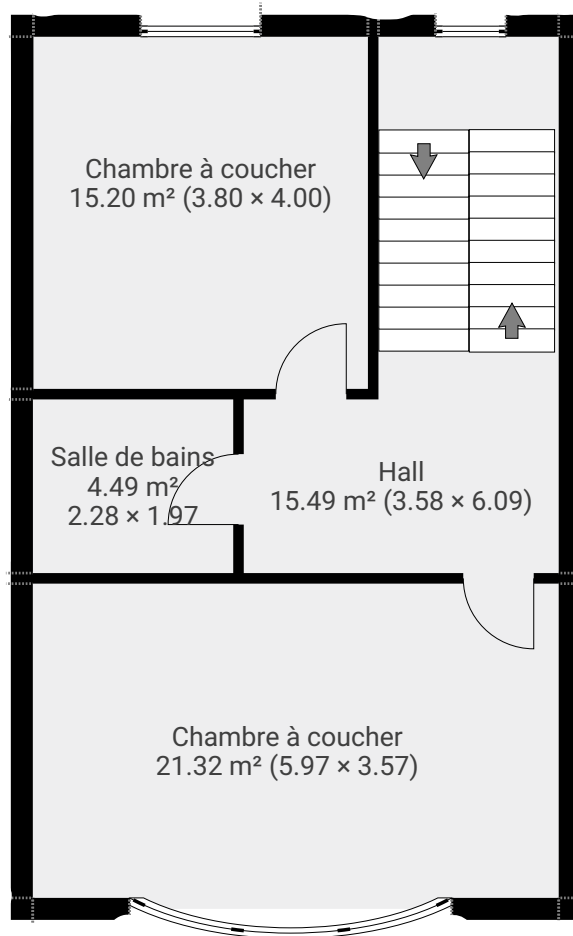 Chambre à coucher
15.20 m² (3.80 × 4.00)
Salle de bains
4.49 m²
2.28 × 1.97
Hall
15.49 m² (3.58 × 6.09)
Chambre à coucher
21.32 m² (5.97 × 3.57)